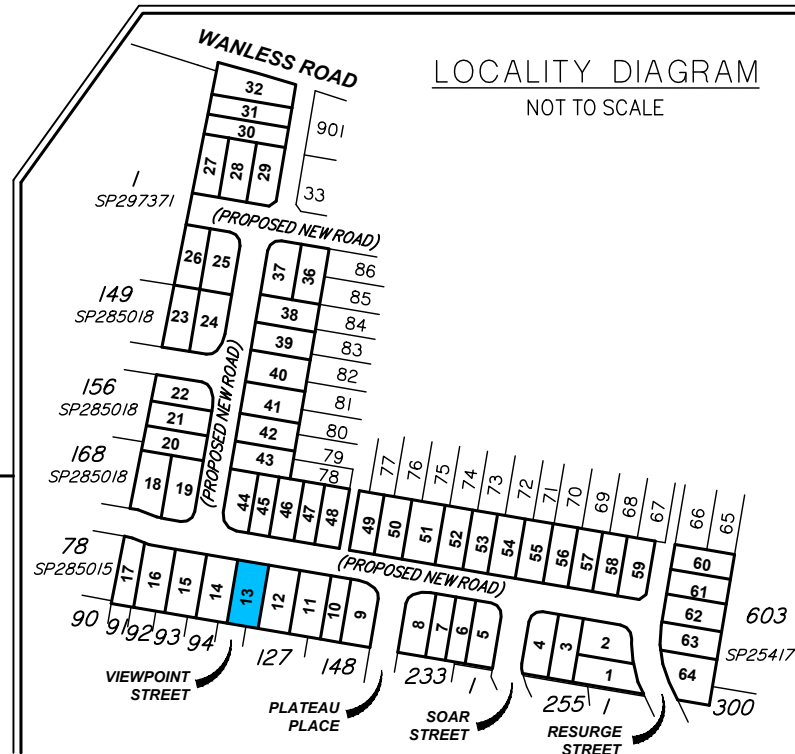 LOCALITY DIAGRAM
NOT TO SCALE
WANLESS ROAD
32
31
30
27 28 29
901
33
1
SP297371
(PROPOSED NEW ROAD)
26 25
37 36
86
85
84
83
82
81
80
79
78
149
SP285018
23 24
38
39
40
41
42
43
(PROPOSED NEW ROAD)
156
SP285018
22
21
20
168
SP285018
18 19
44 45 46 47 48
77 76 75 74 73 72 71 70 69 68 67
66 65
49 50 51 52 53 54 55 56 57 58 59
60
61
62
63
64
(PROPOSED NEW ROAD)
78
SP285015
17 16 15 14 13 12 11 10 9
8 7 6 5
4 3 2
1
603
SP25417
90 91 92 93 94
127 148
233 1
255 1
300
VIEWPOINT
STREET
PLATEAU
PLACE
SOAR
STREET
RESURGE
STREET